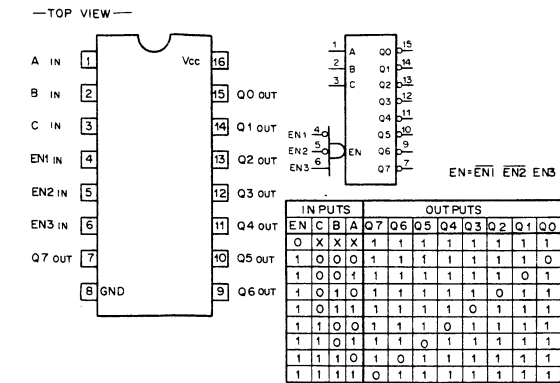 —TOP VIEW—
A IN 1 Vcc 16
B IN 2 15 Q0 OUT
C IN 3 14 Q1 OUT
EN1 IN 4 13 Q2 OUT
EN2 IN 5 12 Q3 OUT
EN3 IN 6 11 Q4 OUT
Q7 OUT 7 10 Q5 OUT
8 GND 9 Q6 OUT
1 A Q0 15
2 B Q1 14
3 C Q2 13
Q3 12
Q4 11
EN1 4 Q5 10
EN2 5 EN Q6 9
EN3 6 Q7 7
EN=E̅N̅1̅ E̅N̅2̅ EN3
INPUTS OUTPUTS
EN C B A Q7 Q6 Q5 Q4 Q3 Q2 Q1 Q0
0 X X X 1 1 1 1 1 1 1 1
1 0 0 0 1 1 1 1 1 1 1 0
1 0 0 1 1 1 1 1 1 1 0 1
1 0 1 0 1 1 1 1 1 0 1 1
1 0 1 1 1 1 1 1 0 1 1 1
1 1 0 0 1 1 1 0 1 1 1 1
1 1 0 1 1 1 0 1 1 1 1 1
1 1 1 0 1 0 1 1 1 1 1 1
1 1 1 1 0 1 1 1 1 1 1 1